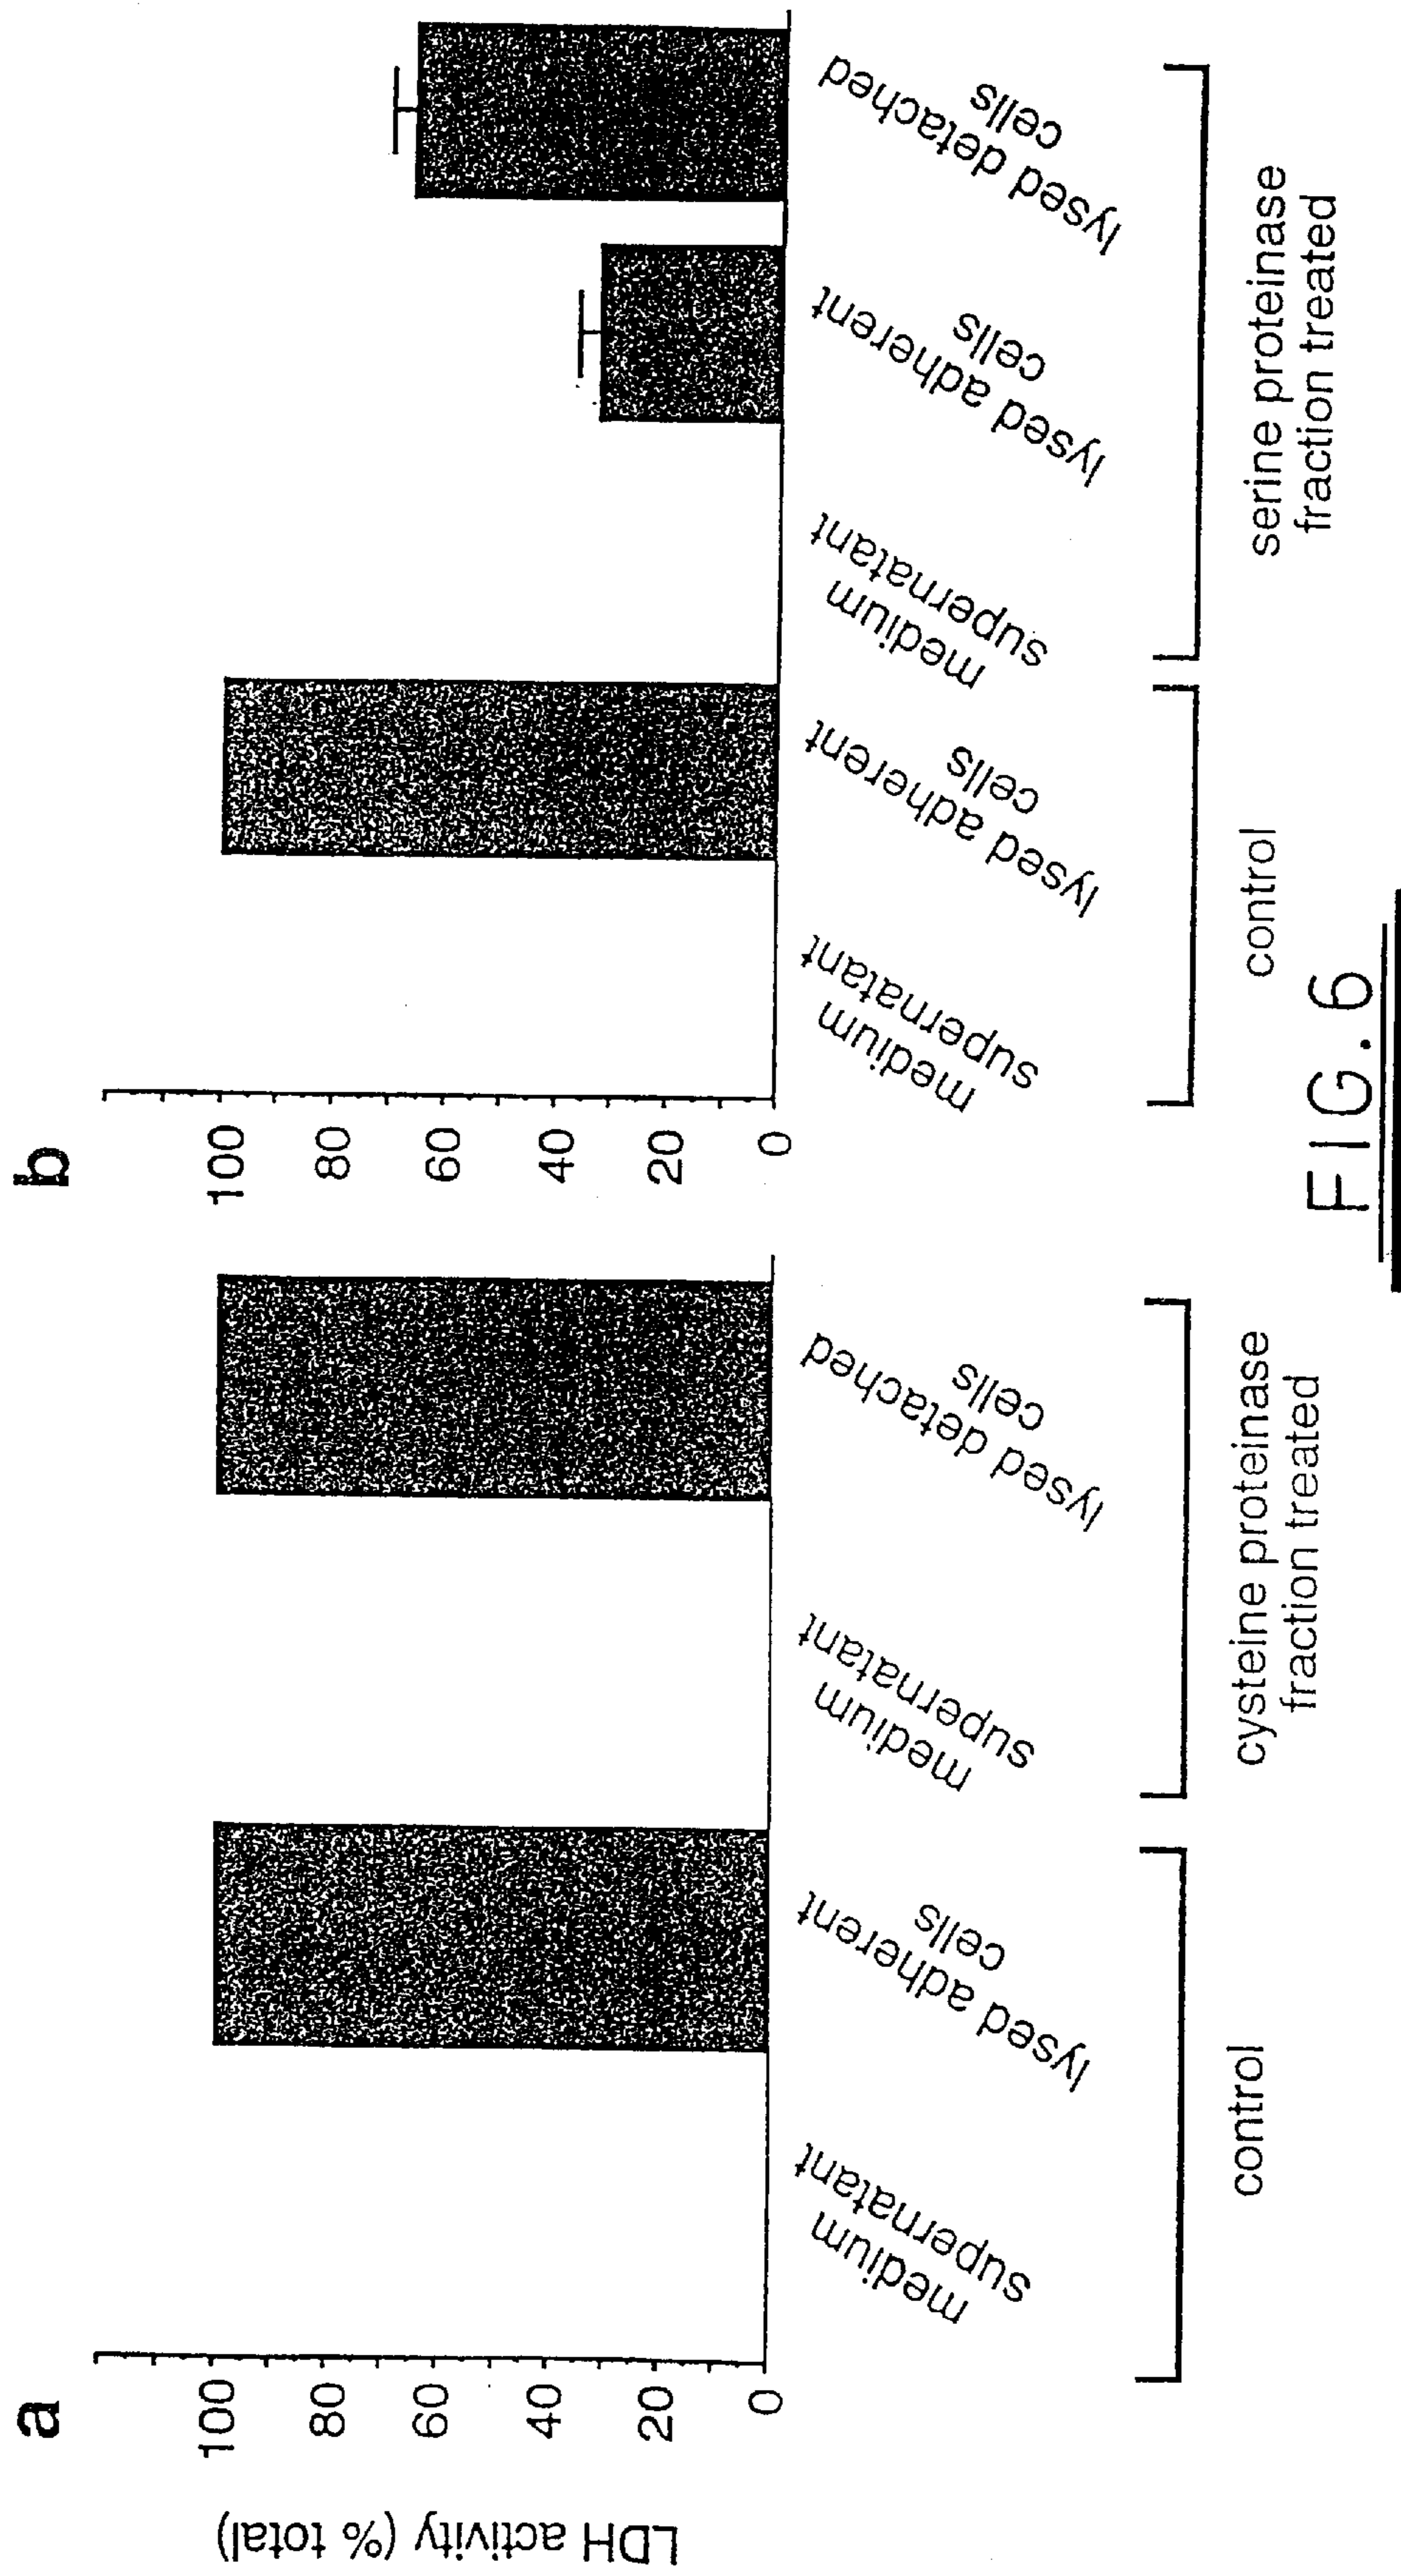 a
LDH activity (% total)
100
80
60
40
20
0
medium
supernatant
lysed adherent
cells
medium
supernatant
lysed detached
cells
control
cysteine proteinase
fraction treated
b
100
80
60
40
20
0
medium
supernatant
lysed adherent
cells
medium
supernatant
lysed adherent
cells
lysed detached
cells
control
serine proteinase
fraction treated
FIG.6